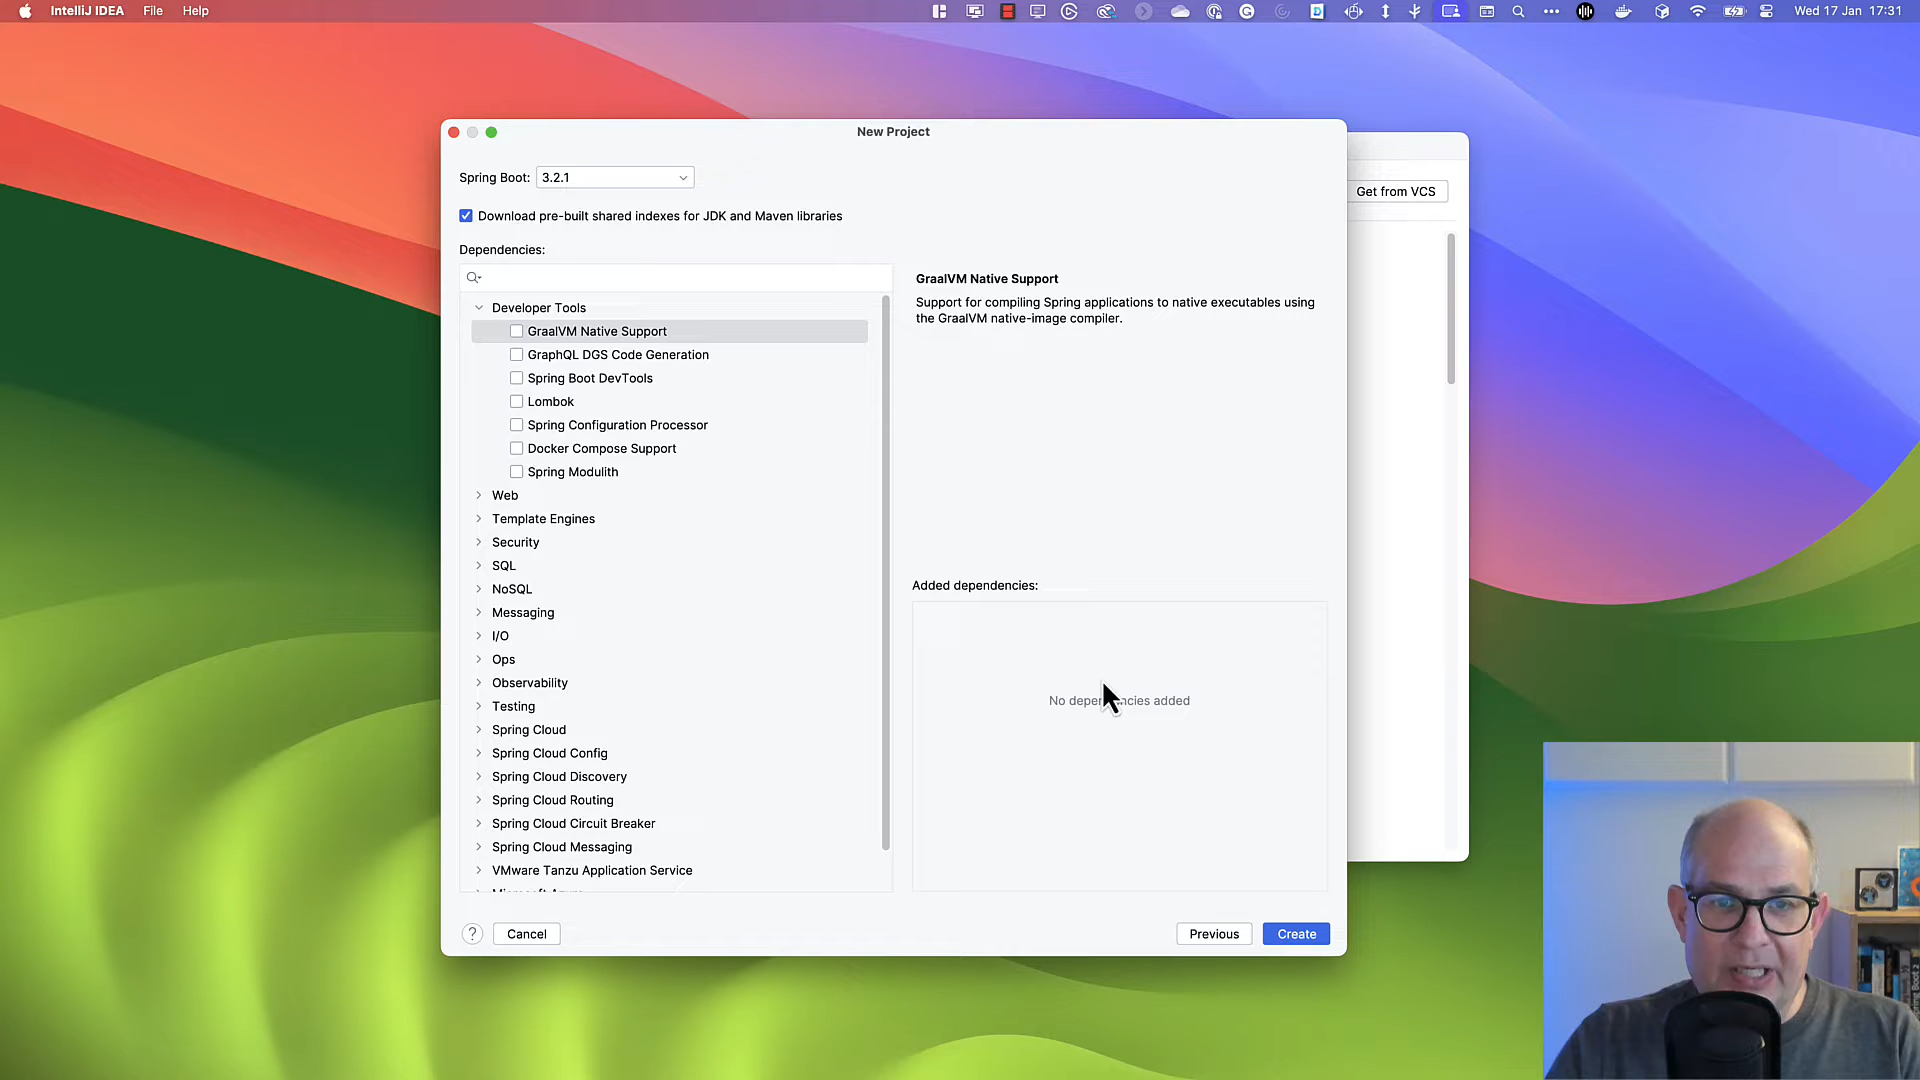 IntelliJ IDEA File Help
Wed 17 Jan 17:31
New Project
Spring Boot: 3.2.1
Get from VCS
Download pre-built shared indexes for JDK and Maven libraries
Dependencies:
GraalVM Native Support
Support for compiling Spring applications to native executables using
the GraalVM native-image compiler.
Developer Tools
GraalVM Native Support
GraphQL DGS Code Generation
Spring Boot DevTools
Lombok
Spring Configuration Processor
Docker Compose Support
Spring Modulith
Web
Template Engines
Security
SQL
NoSQL
Messaging
I/O
Ops
Observability
Testing
Spring Cloud
Spring Cloud Config
Spring Cloud Discovery
Spring Cloud Routing
Spring Cloud Circuit Breaker
Spring Cloud Messaging
VMware Tanzu Application Service
Added dependencies:
No dependencies added
? Cancel
Previous
Create